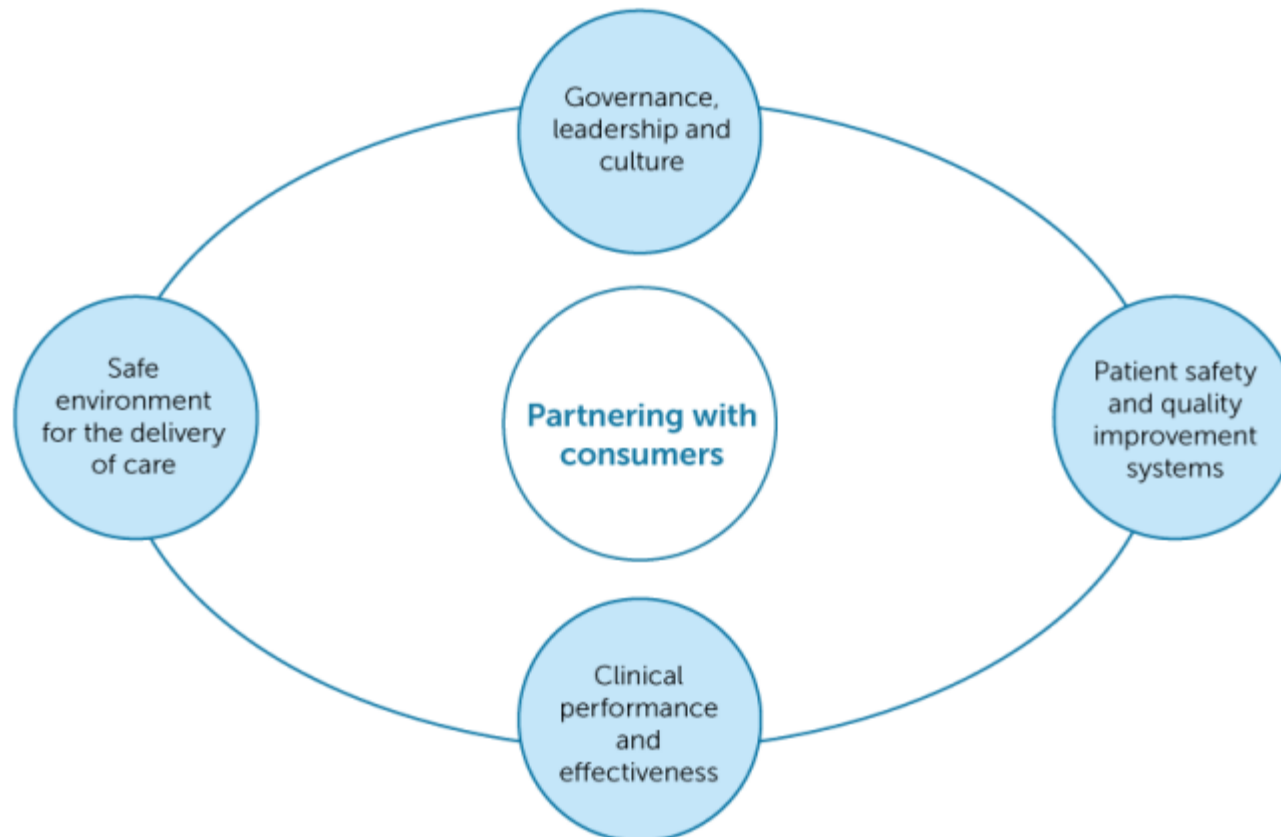 Governance,
leadership and
culture
Safe
environment
for the delivery
of care
Partnering with
consumers
Patient safety
and quality
improvement
systems
Clinical
performance
and
effectiveness